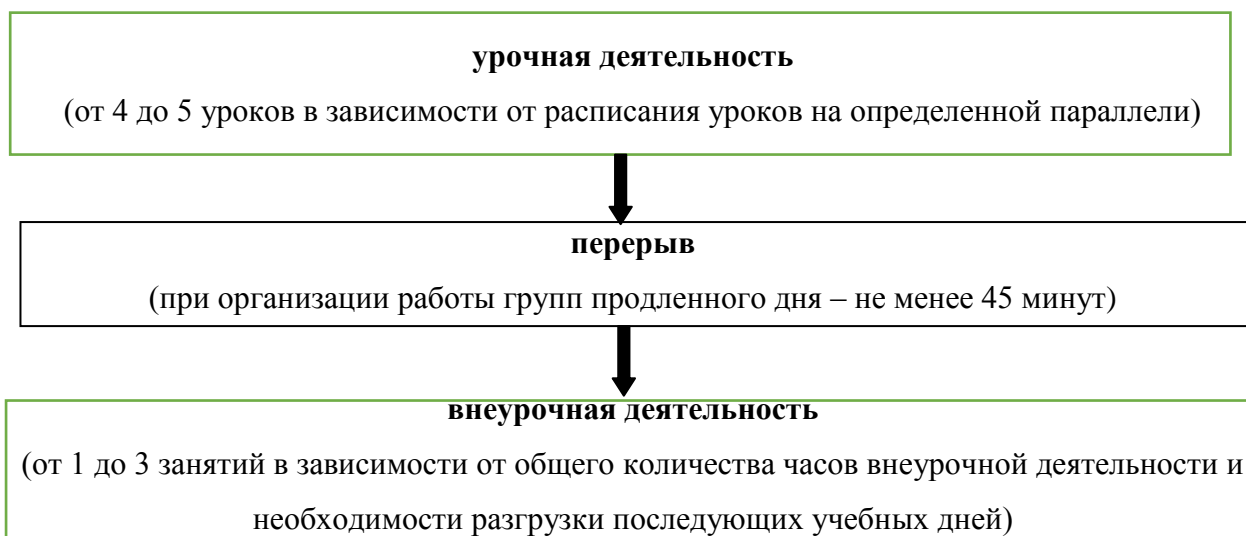 урочная деятельность
(от 4 до 5 уроков в зависимости от расписания уроков на определенной параллели)
перерыв
(при организации работы групп продленного дня – не менее 45 минут)
внеурочная деятельность
(от 1 до 3 занятий в зависимости от общего количества часов внеурочной деятельности и
необходимости разгрузки последующих учебных дней)